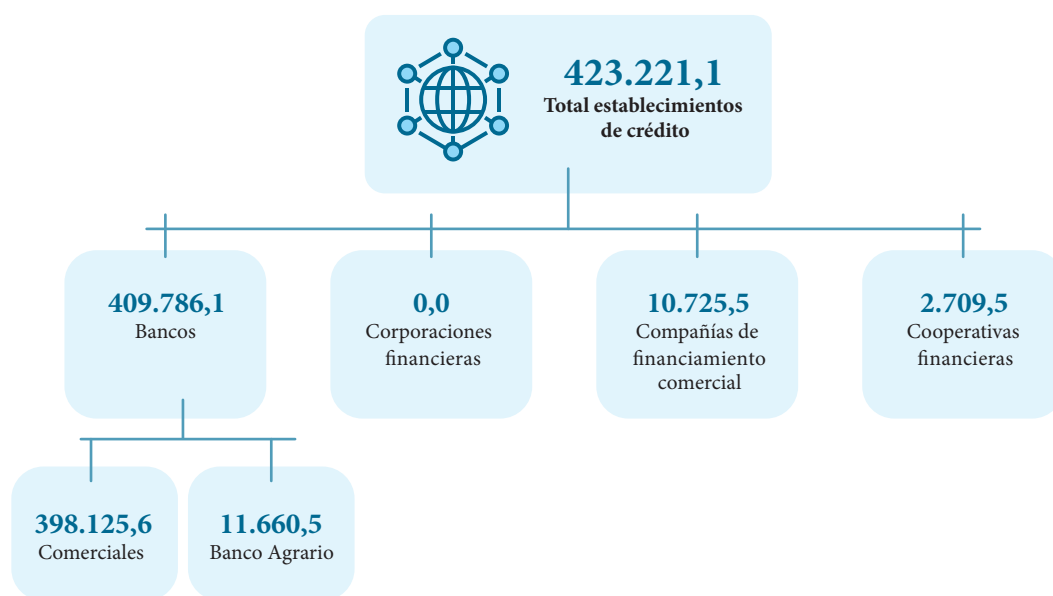 423.221,1
Total establecimientos
de crédito
409.786,1
Bancos
0,0
Corporaciones
financieras
10.725,5
Compañías de
financiamiento
comercial
2.709,5
Cooperativas
financieras
398.125,6
Comerciales
11.660,5
Banco Agrario